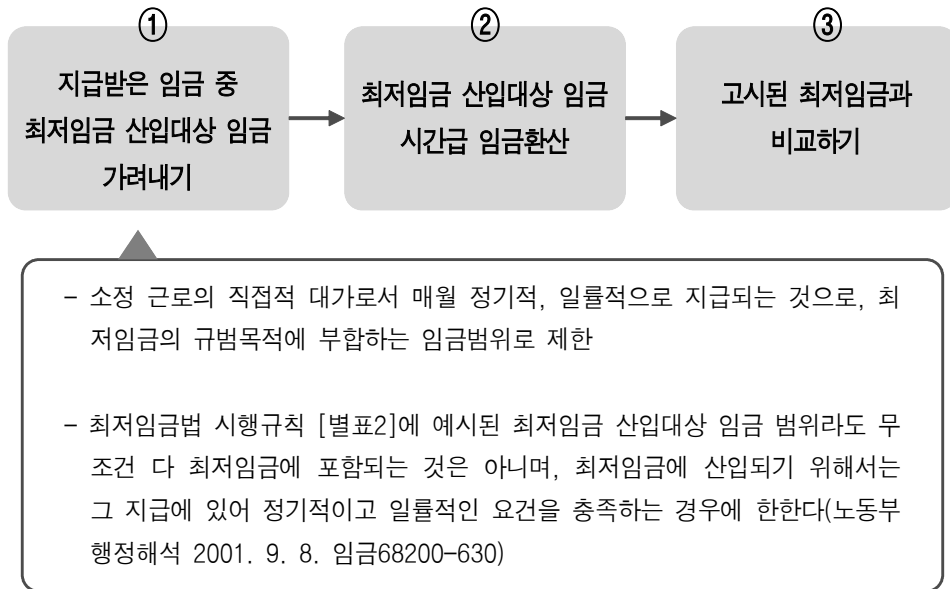 ①
지급받은 임금 중
최저임금 산입대상 임금
가려내기
②
최저임금 산입대상 임금
시간급 임금환산
③
고시된 최저임금과
비교하기
- 소정 근로의 직접적 대가로서 매월 정기적, 일률적으로 지급되는 것으로, 최
저임금의 규범목적에 부합하는 임금범위로 제한
- 최저임금법 시행규칙 [별표2]에 예시된 최저임금 산입대상 임금 범위라도 무
조건 다 최저임금에 포함되는 것은 아니며, 최저임금에 산입되기 위해서는
그 지급에 있어 정기적이고 일률적인 요건을 충족하는 경우에 한한다(노동부
행정해석 2001. 9. 8. 임금68200-630)